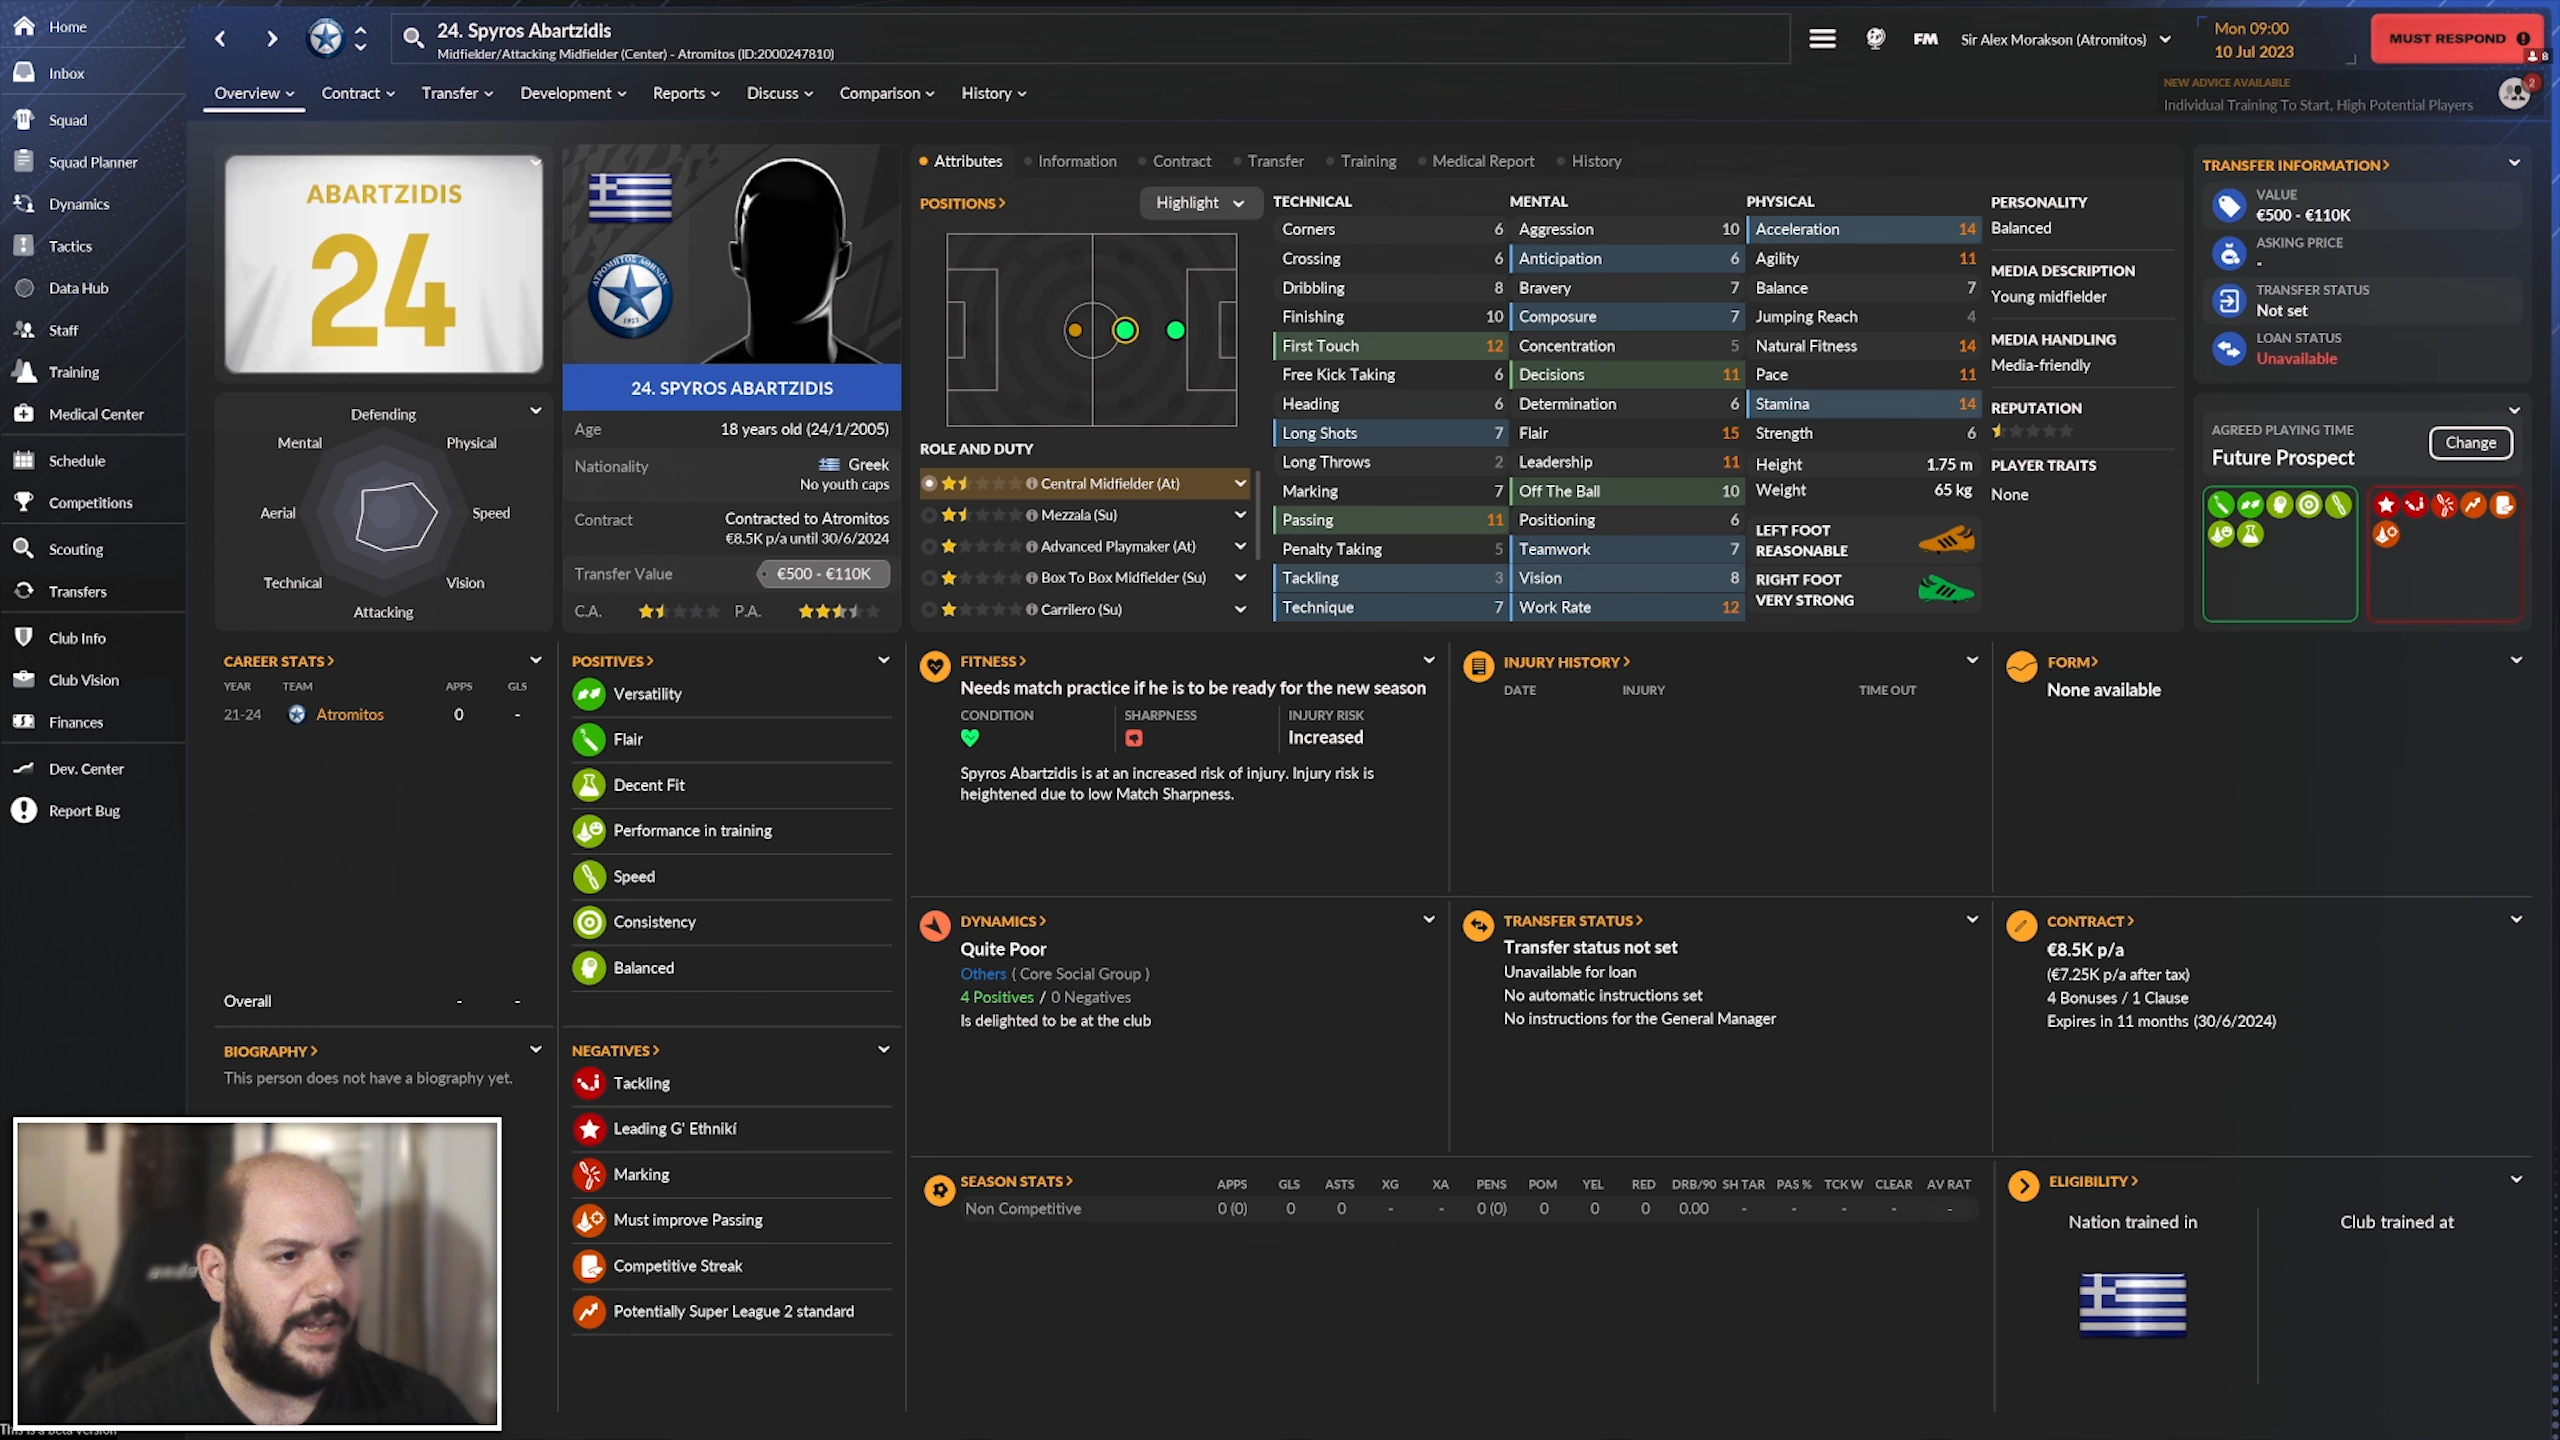 Home
Inbox
Squad
Squad Planner
Dynamics
Tactics
Data Hub
Staff
Training
Medical Center
Schedule
Competitions
Scouting
Transfers
Club Info
Club Vision
Finances
Dev. Center
Report Bug
24. Spyros Abartzidis
Midfielder/Attacking Midfielder (Center) - Atromitos (ID:2000247810)
FM
Sir Alex Morakson (Atromitos)
Mon 09:00
10 Jul 2023
MUST RESPOND
8
Overview
Contract
Transfer
Development
Reports
Discuss
Comparison
History
NEW ADVICE AVAILABLE
Individual Training To Start, High Potential Players
2
ABARTZIDIS
24
Defending
Physical
Speed
Vision
Attacking
Technical
Aerial
Mental
24. SPYROS ABARTZIDIS
Age 18 years old (24/1/2005)
Nationality Greek
No youth caps
Contract Contracted to Atromitos
€8.5K p/a until 30/6/2024
Transfer Value €500 - €110K
C.A. P.A.
Attributes
Information
Contract
Transfer
Training
Medical Report
History
POSITIONS>
Highlight
ROLE AND DUTY
Central Midfielder (At)
Mezzala (Su)
Advanced Playmaker (At)
Box To Box Midfielder (Su)
Carrilero (Su)
TECHNICAL
Corners 6
Crossing 6
Dribbling 8
Finishing 10
First Touch 12
Free Kick Taking 6
Heading 6
Long Shots 7
Long Throws 2
Marking 7
Passing 11
Penalty Taking 5
Tackling 3
Technique 7
MENTAL
Aggression 10
Anticipation 6
Bravery 7
Composure 7
Concentration 5
Decisions 11
Determination 6
Flair 15
Leadership 11
Off The Ball 10
Positioning 6
Teamwork 7
Vision 8
Work Rate 12
PHYSICAL
Acceleration 14
Agility 11
Balance 7
Jumping Reach 4
Natural Fitness 14
Pace 11
Stamina 14
Strength 6
Height 1.75 m
Weight 65 kg
LEFT FOOT
REASONABLE
RIGHT FOOT
VERY STRONG
PERSONALITY
Balanced
MEDIA DESCRIPTION
Young midfielder
MEDIA HANDLING
Media-friendly
REPUTATION
PLAYER TRAITS
None
TRANSFER INFORMATION>
VALUE
€500 - €110K
ASKING PRICE
-
TRANSFER STATUS
Not set
LOAN STATUS
Unavailable
AGREED PLAYING TIME
Future Prospect
Change
CAREER STATS>
YEAR TEAM APPS GLS
21-24 Atromitos 0 -
Overall - -
BIOGRAPHY>
This person does not have a biography yet.
POSITIVES>
Versatility
Flair
Decent Fit
Performance in training
Speed
Consistency
Balanced
NEGATIVES>
Tackling
Leading G' Ethnikí
Marking
Must improve Passing
Competitive Streak
Potentially Super League 2 standard
FITNESS>
Needs match practice if he is to be ready for the new season
CONDITION
SHARPNESS
INJURY RISK
Increased
Spyros Abartzidis is at an increased risk of injury. Injury risk is
heightened due to low Match Sharpness.
INJURY HISTORY>
DATE INJURY TIME OUT
FORM>
None available
DYNAMICS>
Quite Poor
Others ( Core Social Group )
4 Positives / 0 Negatives
Is delighted to be at the club
TRANSFER STATUS>
Transfer status not set
Unavailable for loan
No automatic instructions set
No instructions for the General Manager
CONTRACT>
€8.5K p/a
(€7.25K p/a after tax)
4 Bonuses / 1 Clause
Expires in 11 months (30/6/2024)
SEASON STATS> APPS GLS ASTS XG XA PENS POM YEL RED DRB/90 SH TAR PAS % TCK W CLEAR AV RAT
Non Competitive 0 (0) 0 0 - - 0 (0) 0 0 0 0.00 - - - - -
ELIGIBILITY>
Nation trained in
Club trained at
This is a beta version